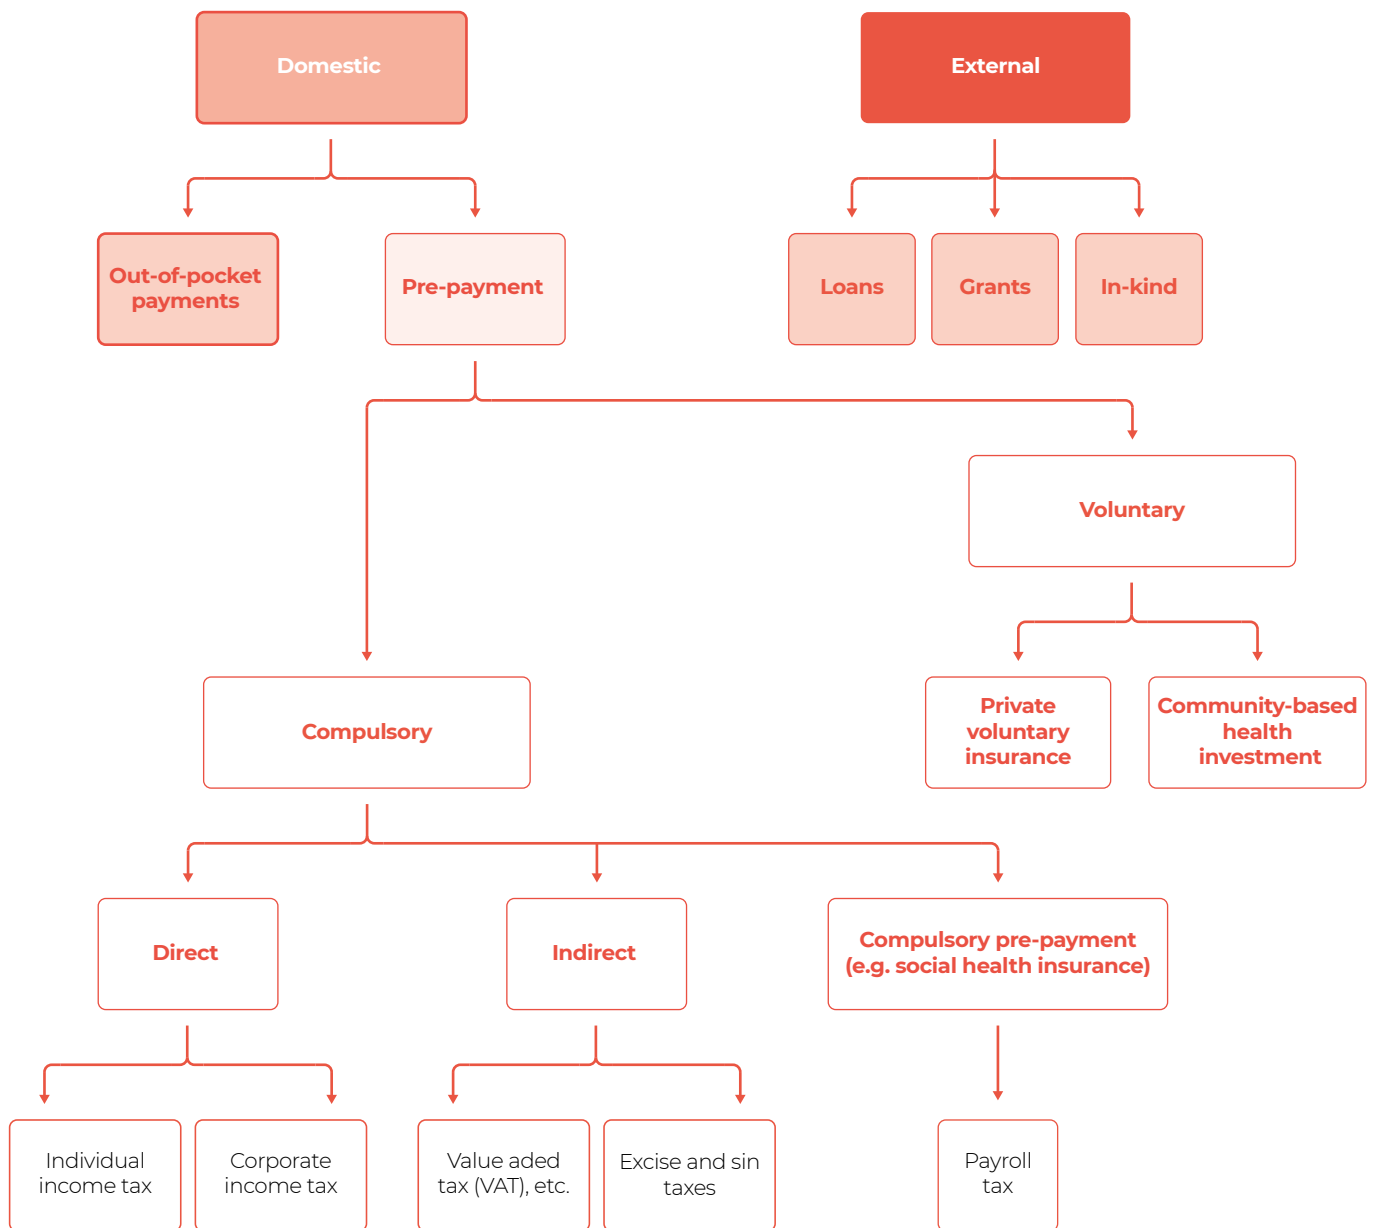 Domestic
External
Out-of-pocket
payments
Pre-payment
Loans
Grants
In-kind
Voluntary
Private
voluntary
insurance
Community-based
health
investment
Compulsory
Direct
Indirect
Compulsory pre-payment
(e.g. social health insurance)
Individual
income tax
Corporate
income tax
Value aded
tax (VAT), etc.
Excise and sin
taxes
Payroll
tax